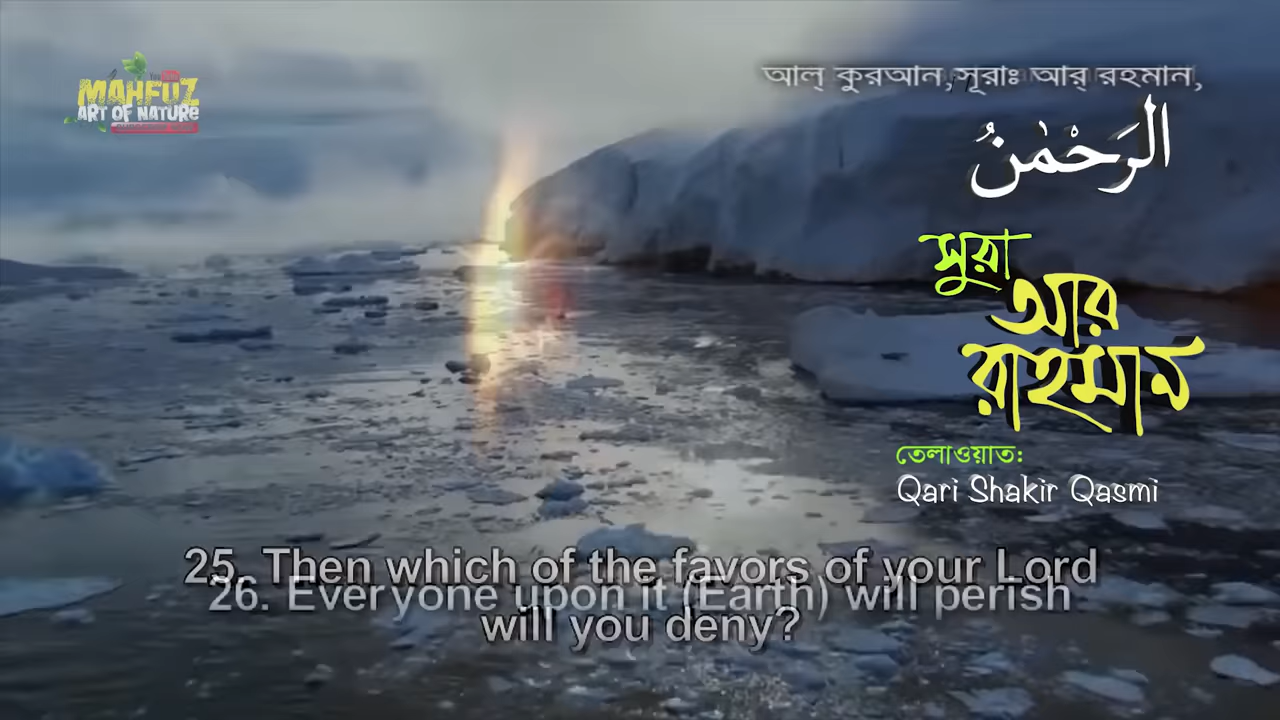 MAHFUZ
ART OF NATURE
আল্ কুরআন, সূরাঃ আর্ রহমান,
الرَحْمٰنُ
সুরা
আর
রাহমান
তেলাওয়াত:
Qari Shakir Qasmi
25. Then which of the favors of your Lord
26. Everyone upon it (Earth) will perish
will you deny?